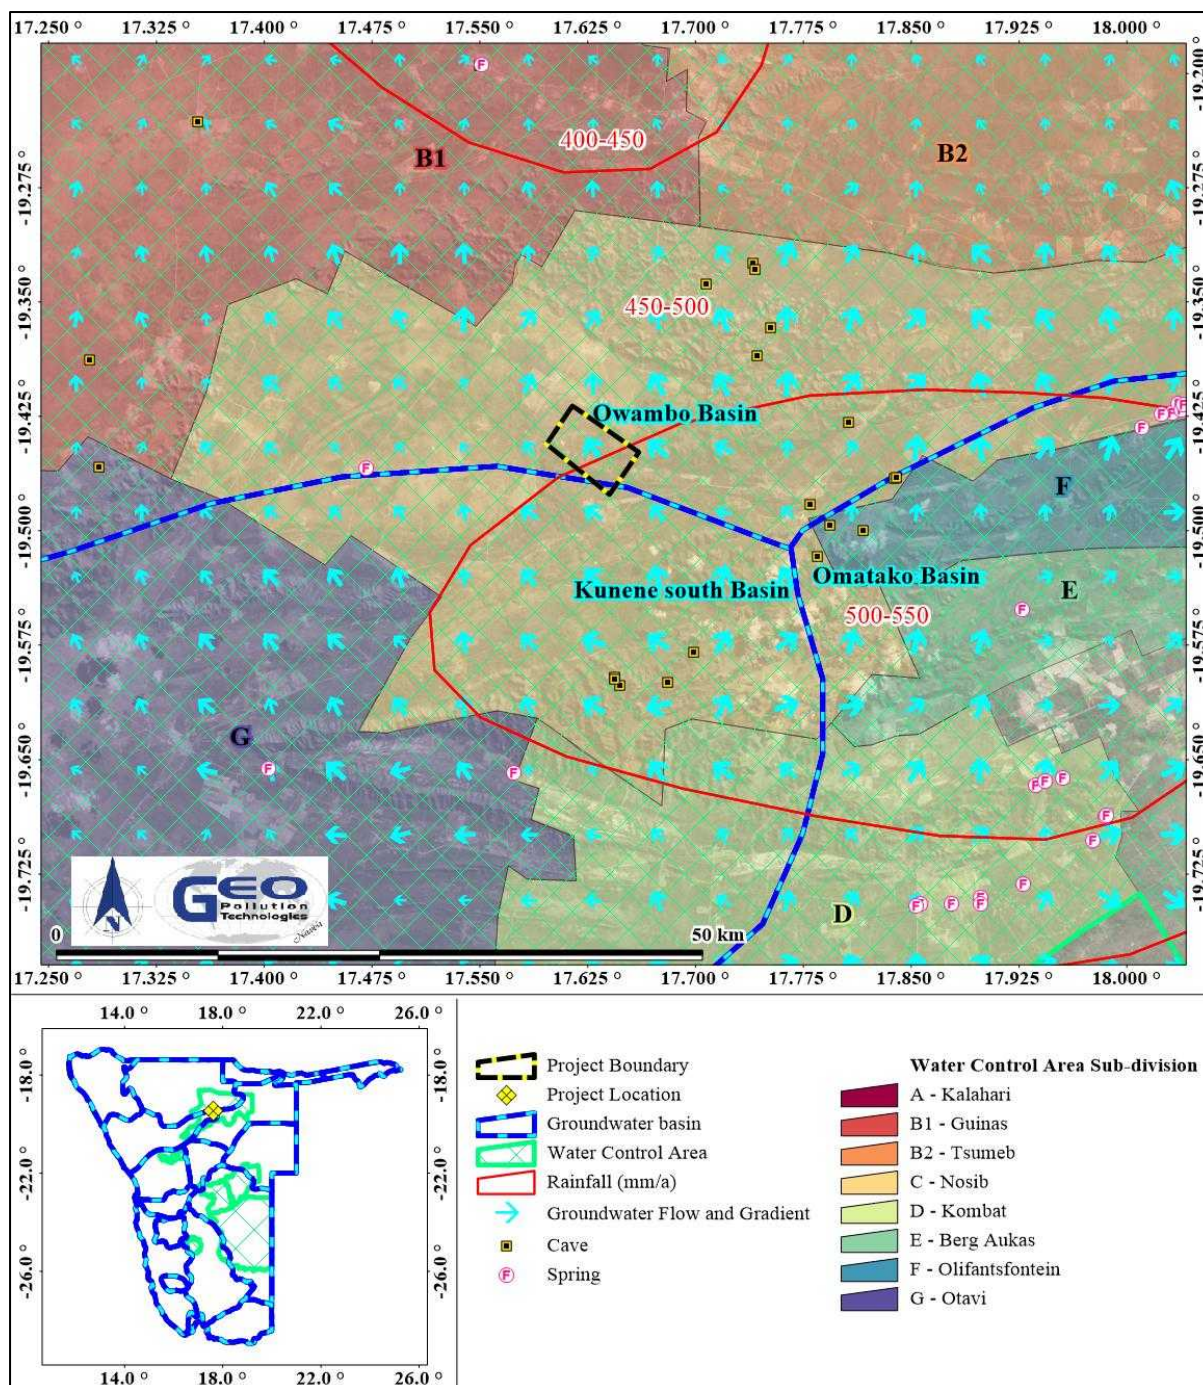 17.250 17.325 17.400 17.475 17.550 17.625 17.700 17.775 17.850 17.925 18.000 °
-19.200 °
-19.275 °
-19.350 °
-19.425 °
-19.500 °
-19.575 °
-19.650 °
-19.725 °
400-450
B1
B2
450-500
Owambo Basin
F
Kunene south Basin
Omatako Basin
E
500-550
G
D
N
GEO
Pollution
Technologies
0
50 km
-19.200 °
-19.275 °
-19.350 °
-19.425 °
-19.500 °
-19.575 °
-19.650 °
-19.725 °
17.250 17.325 17.400 17.475 17.550 17.625 17.700 17.775 17.850 17.925 18.000 °
14.0 ° 18.0 ° 22.0 ° 26.0 °
-18.0 °
-22.0 °
-26.0 °
-18.0 °
-22.0 °
-26.0 °
14.0 ° 18.0 ° 22.0 ° 26.0 °
Project Boundary
Project Location
Groundwater basin
Water Control Area
Rainfall (mm/a)
Groundwater Flow and Gradient
Cave
F Spring
Water Control Area Sub-division
A - Kalahari
B1 - Guinas
B2 - Tsumeb
C - Nosib
D - Kombat
E - Berg Aukas
F - Olifantsfontein
G - Otavi